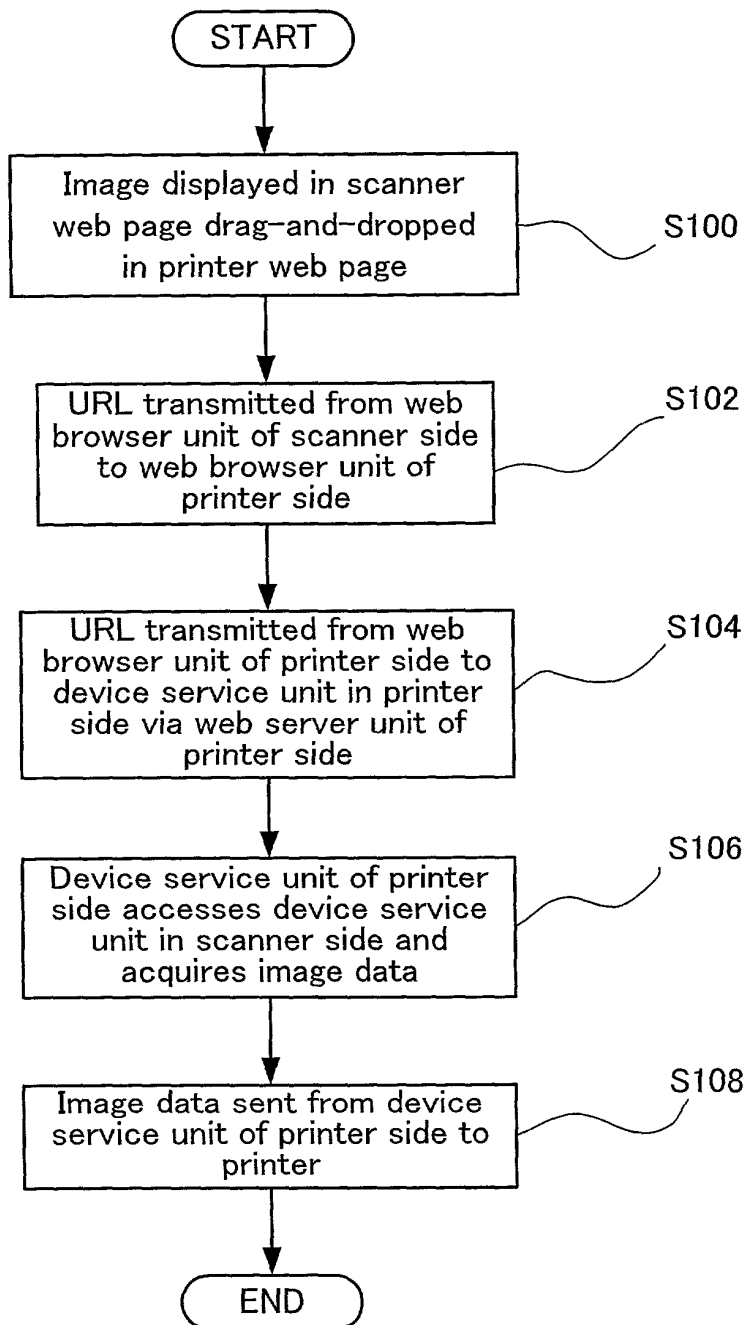 START
Image displayed in scanner
web page drag-and-dropped
in printer web page
S100
URL transmitted from web
browser unit of scanner side
to web browser unit of
printer side
S102
URL transmitted from web
browser unit of printer side to
device service unit in printer
side via web server unit of
printer side
S104
Device service unit of printer
side accesses device service
unit in scanner side and
acquires image data
S106
Image data sent from device
service unit of printer side to
printer
S108
END